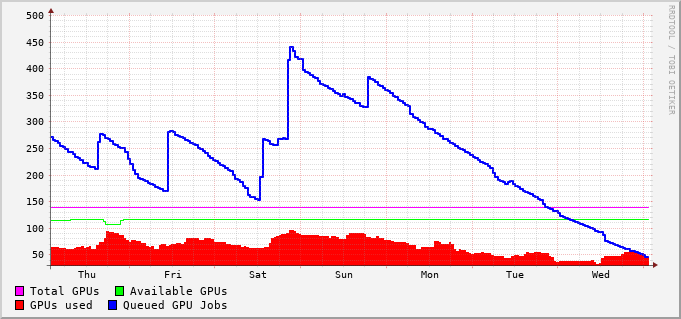 500
450
400
350
300
250
200
150
100
50
Thu Fri Sat Sun Mon Tue Wed
Total GPUs Available GPUs
GPUs used Queued GPU Jobs
RRDTOOL / TOBI OETIKER